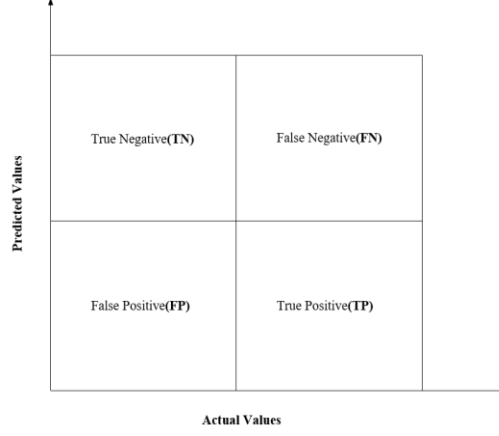 True Negative(TN)
False Negative(FN)
Predicted Values
False Positive(FP)
True Positive(TP)
Actual Values